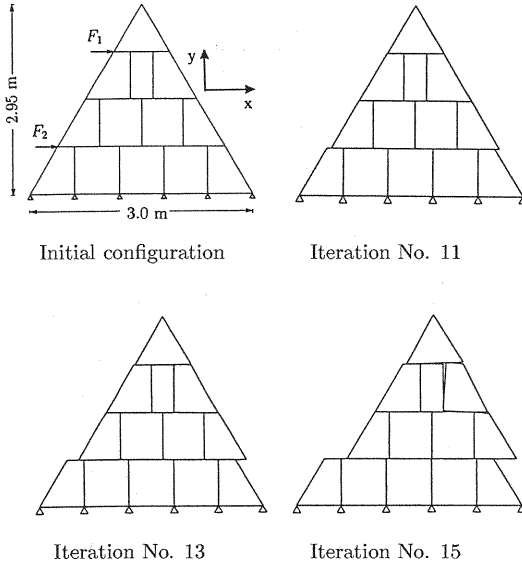 F₁
y
x
2.95 m
F₂
3.0 m
Initial configuration
Iteration No. 11
Iteration No. 13
Iteration No. 15